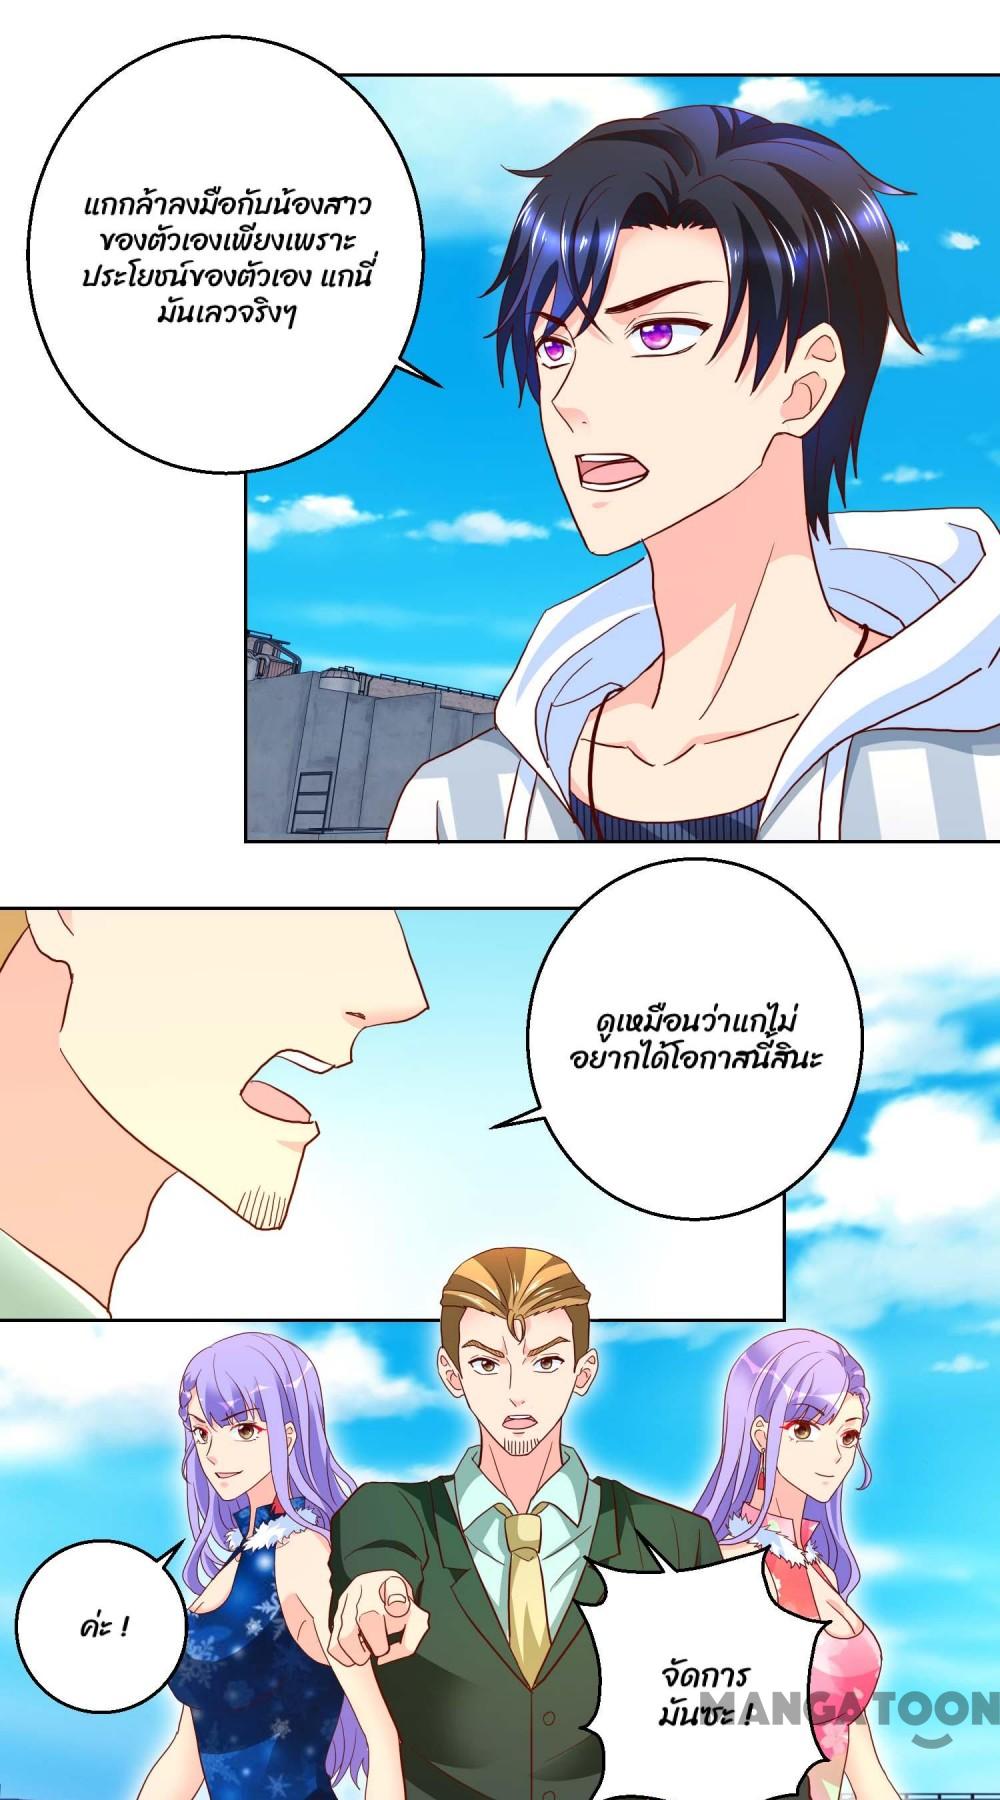 แกกล้าลงมือกับน้องสาว
ของตัวเองเพียงเพราะ
ประโยชน์ของตัวเอง แกนี่
มันเลวจริงๆ
ดูเหมือนว่าแกไม่
อยากได้โอกาสนี้สินะ
ค่ะ !
จัดการ
มันซะ !
MANGATOON